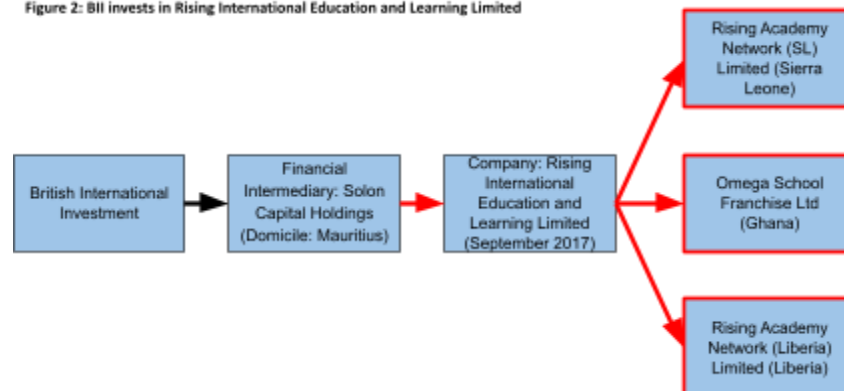 Figure 2: BII invests in Rising International Education and Learning Limited
British International
Investment
Financial
Intermediary: Solon
Capital Holdings
(Domicile: Mauritius)
Company: Rising
International
Education and
Learning Limited
(September 2017)
Rising Academy
Network (SL)
Limited (Sierra
Leone)
Omega School
Franchise Ltd
(Ghana)
Rising Academy
Network (Liberia)
Limited (Liberia)